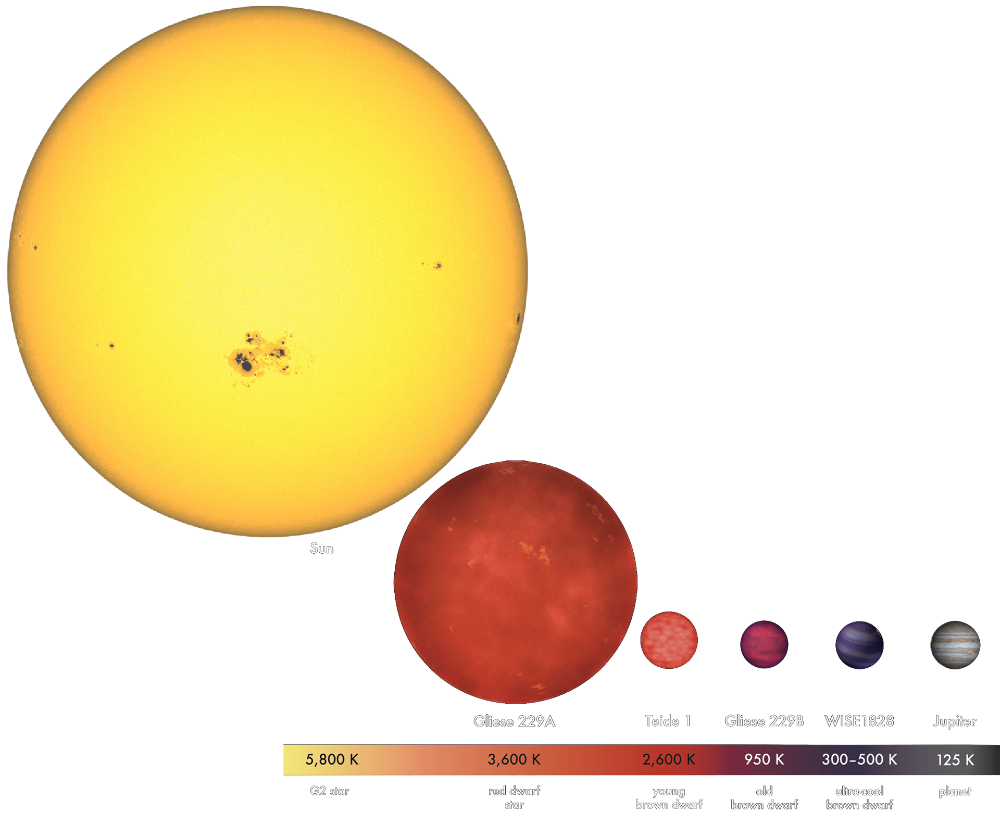 Sun
Gliese 229A
Teide 1
Gliese 229B
WISE1828
Jupiter
5,800 K
3,600 K
2,600 K
950 K
300–500 K
125 K
G2 star
red dwarf
star
young
brown dwarf
old
brown dwarf
ultra-cool
brown dwarf
planet